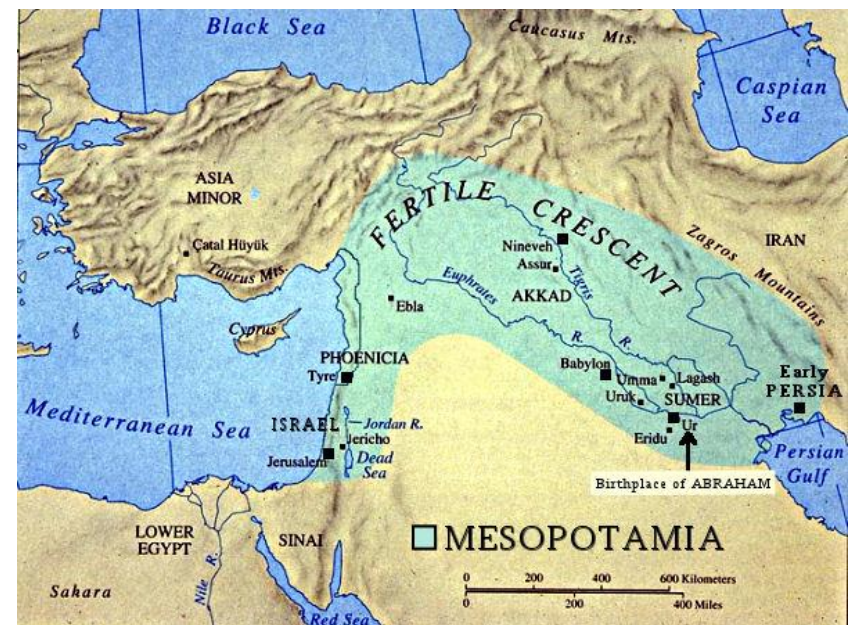 Black Sea
Caucasus Mts.
Caspian
Sea
ASIA
MINOR
FERTILE CRESCENT
Çatal Hüyük
Taurus Mts.
Nineveh
Assur
Tigris
R.
Zagros Mountains
IRAN
AKKAD
Euphrates
R.
Ebla
Cyprus
PHOENICIA
Tyre
Babylon
Umma
Lagash
Uruk
SUMER
Early
PERSIA
Mediterranean Sea
ISRAEL
Jordan R.
Jericho
Jerusalem
Dead
Sea
Ur
Eridu
Persian
Gulf
Birthplace of ABRAHAM
LOWER
EGYPT
SINAI
MESOPOTAMIA
Nile R.
Sahara
Red Sea
0 200 400 600 Kilometers
0 200 400 Miles